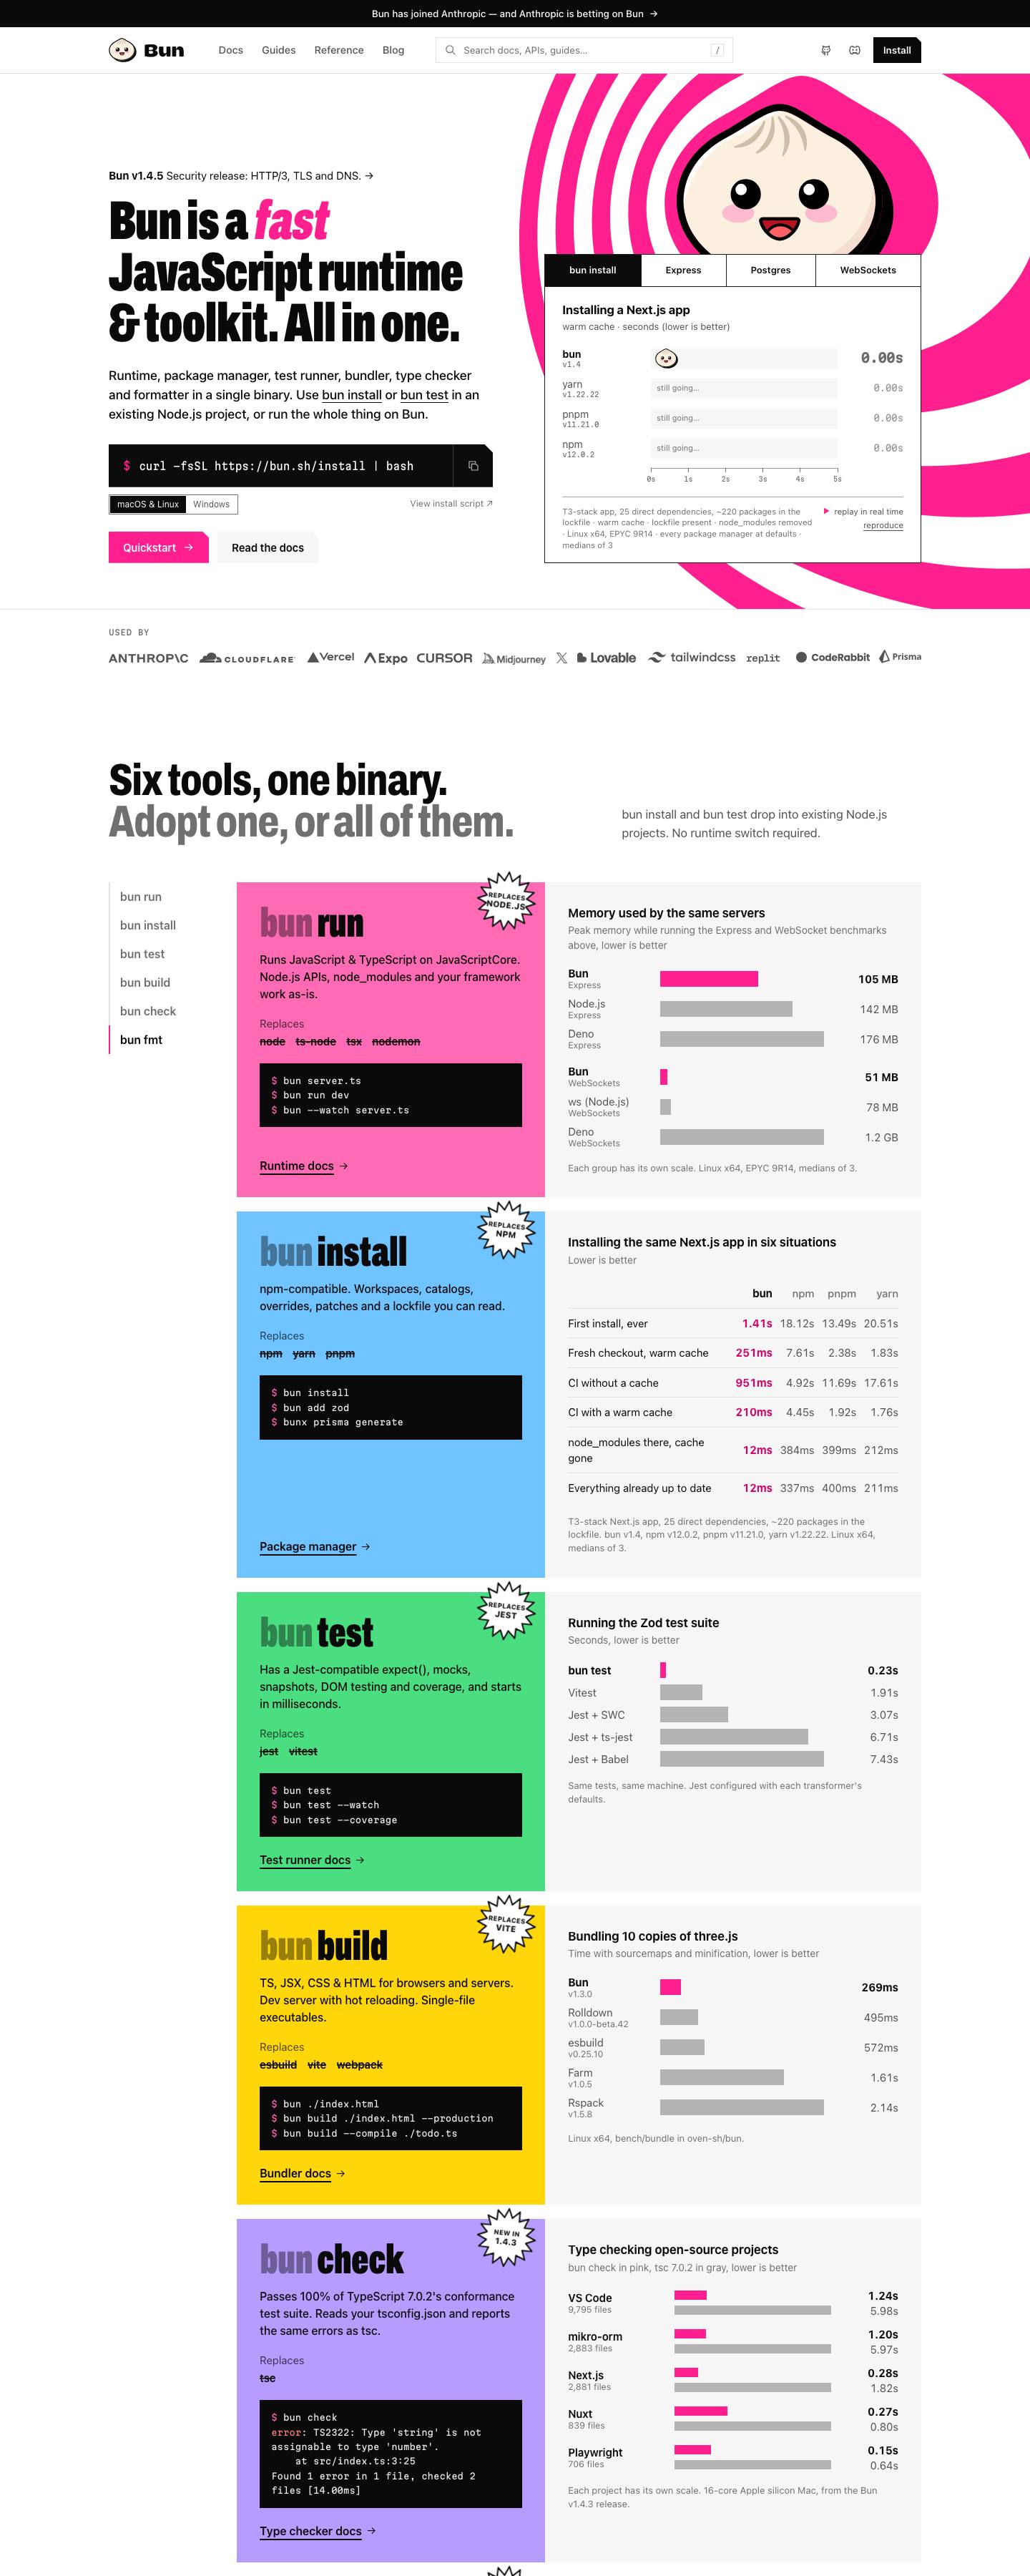 Bun has joined Anthropic — and Anthropic is betting on Bun →
Bun
Docs
Guides
Reference
Blog
Search docs, APIs, guides...
/
Install
Bun v1.4.5 Security release: HTTP/3, TLS and DNS. →
Bun is a fast
JavaScript runtime
& toolkit. All in one.
Runtime, package manager, test runner, bundler, type checker
and formatter in a single binary. Use bun install or bun test in an
existing Node.js project, or run the whole thing on Bun.
$ curl -fsSL https://bun.sh/install | bash
macOS & Linux
Windows
View install script ↗
Quickstart →
Read the docs
bun install
Express
Postgres
WebSockets
Installing a Next.js app
warm cache · seconds (lower is better)
bun
v1.4
0.00s
yarn
v1.22.22
still going...
0.00s
pnpm
v11.21.0
still going...
0.00s
npm
v12.0.2
still going...
0.00s
0s 1s 2s 3s 4s 5s
T3-stack app, 25 direct dependencies, ~220 packages in the
lockfile · warm cache · lockfile present · node_modules removed
· Linux x64, EPYC 9R14 · every package manager at defaults ·
medians of 3
▶ replay in real time
reproduce
USED BY
ANTHROP\C
CLOUDFLARE
Vercel
Expo
CURSOR
Midjourney
X
Lovable
tailwindcss
replit
CodeRabbit
Prisma
Six tools, one binary.
Adopt one, or all of them.
bun install and bun test drop into existing Node.js
projects. No runtime switch required.
bun run
bun install
bun test
bun build
bun check
bun fmt
REPLACES
NODE.JS
bun run
Runs JavaScript & TypeScript on JavaScriptCore.
Node.js APIs, node_modules and your framework
work as-is.
Replaces
node ts-node tsx nodemon
$ bun server.ts
$ bun run dev
$ bun --watch server.ts
Runtime docs →
Memory used by the same servers
Peak memory while running the Express and WebSocket benchmarks
above, lower is better
Bun
Express
105 MB
Node.js
Express
142 MB
Deno
Express
176 MB
Bun
WebSockets
51 MB
ws (Node.js)
WebSockets
78 MB
Deno
WebSockets
1.2 GB
Each group has its own scale. Linux x64, EPYC 9R14, medians of 3.
REPLACES
NPM
bun install
npm-compatible. Workspaces, catalogs,
overrides, patches and a lockfile you can read.
Replaces
npm yarn pnpm
$ bun install
$ bun add zod
$ bunx prisma generate
Package manager →
Installing the same Next.js app in six situations
Lower is better
bun npm pnpm yarn
First install, ever 1.41s 18.12s 13.49s 20.51s
Fresh checkout, warm cache 251ms 7.61s 2.38s 1.83s
CI without a cache 951ms 4.92s 11.69s 17.61s
CI with a warm cache 210ms 4.45s 1.92s 1.76s
node_modules there, cache
gone 12ms 384ms 399ms 212ms
Everything already up to date 12ms 337ms 400ms 211ms
T3-stack Next.js app, 25 direct dependencies, ~220 packages in the
lockfile. bun v1.4, npm v12.0.2, pnpm v11.21.0, yarn v1.22.22. Linux x64,
medians of 3.
REPLACES
JEST
bun test
Has a Jest-compatible expect(), mocks,
snapshots, DOM testing and coverage, and starts
in milliseconds.
Replaces
jest vitest
$ bun test
$ bun test --watch
$ bun test --coverage
Test runner docs →
Running the Zod test suite
Seconds, lower is better
bun test 0.23s
Vitest 1.91s
Jest + SWC 3.07s
Jest + ts-jest 6.71s
Jest + Babel 7.43s
Same tests, same machine. Jest configured with each transformer's
defaults.
REPLACES
VITE
bun build
TS, JSX, CSS & HTML for browsers and servers.
Dev server with hot reloading. Single-file
executables.
Replaces
esbuild vite webpack
$ bun ./index.html
$ bun build ./index.html --production
$ bun build --compile ./todo.ts
Bundler docs →
Bundling 10 copies of three.js
Time with sourcemaps and minification, lower is better
Bun
v1.3.0
269ms
Rolldown
v1.0.0-beta.42
495ms
esbuild
v0.25.10
572ms
Farm
v1.0.5
1.61s
Rspack
v1.5.8
2.14s
Linux x64, bench/bundle in oven-sh/bun.
NEW IN
1.4.3
bun check
Passes 100% of TypeScript 7.0.2's conformance
test suite. Reads your tsconfig.json and reports
the same errors as tsc.
Replaces
tsc
$ bun check
error: TS2322: Type 'string' is not
assignable to type 'number'.
at src/index.ts:3:25
Found 1 error in 1 file, checked 2
files [14.00ms]
Type checker docs →
Type checking open-source projects
bun check in pink, tsc 7.0.2 in gray, lower is better
VS Code
9,795 files
1.24s
5.98s
mikro-orm
2,883 files
1.20s
5.97s
Next.js
2,881 files
0.28s
1.82s
Nuxt
839 files
0.27s
0.80s
Playwright
706 files
0.15s
0.64s
Each project has its own scale. 16-core Apple silicon Mac, from the Bun
v1.4.3 release.